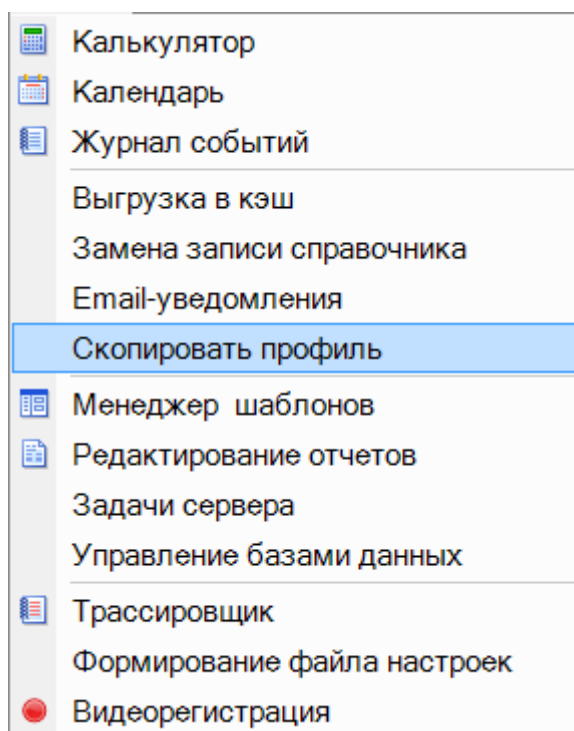 Калькулятор
Календарь
Журнал событий
Выгрузка в кэш
Замена записи справочника
Email-уведомления
Скопировать профиль
Менеджер шаблонов
Редактирование отчетов
Задачи сервера
Управление базами данных
Трассировщик
Формирование файла настроек
Видеорегистрация